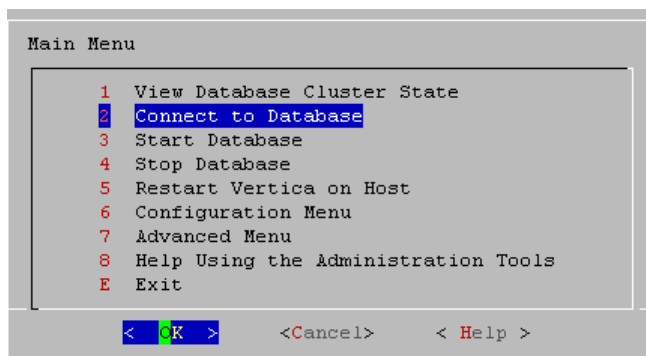 Main Menu
1 View Database Cluster State
2 Connect to Database
3 Start Database
4 Stop Database
5 Restart Vertica on Host
6 Configuration Menu
7 Advanced Menu
8 Help Using the Administration Tools
E Exit
< OK > <Cancel> < Help >